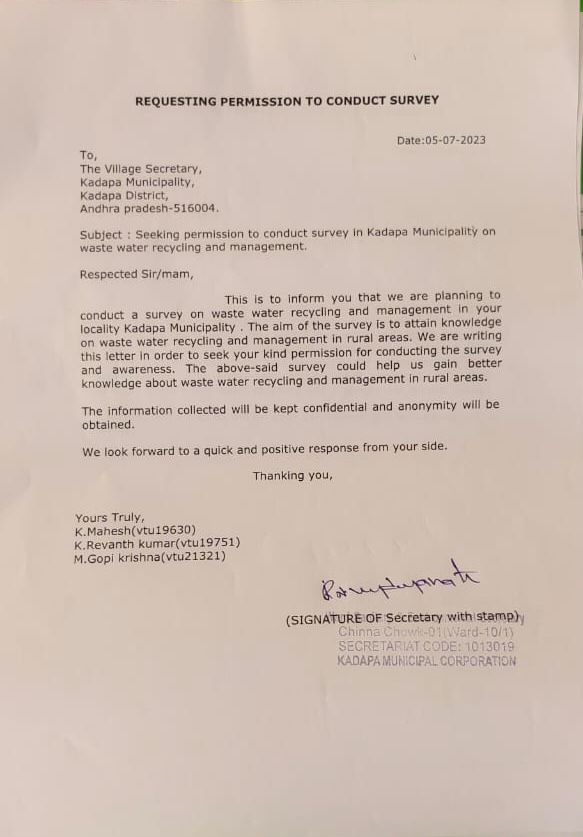 REQUESTING PERMISSION TO CONDUCT SURVEY
Date:05-07-2023
To,
The Village Secretary,
Kadapa Municipality,
Kadapa District,
Andhra pradesh-516004.
Subject : Seeking permission to conduct survey in Kadapa Municipality on
waste water recycling and management.
Respected Sir/mam,
This is to inform you that we are planning to
conduct a survey on waste water recycling and management in your
locality Kadapa Municipality . The aim of the survey is to attain knowledge
on waste water recycling and management in rural areas. We are writing
this letter in order to seek your kind permission for conducting the survey
and awareness. The above-said survey could help us gain better
knowledge about waste water recycling and management in rural areas.
The information collected will be kept confidential and anonymity will be
obtained.
We look forward to a quick and positive response from your side.
Thanking you,
Yours Truly,
K.Mahesh(vtu19630)
K.Revanth kumar(vtu19751)
M.Gopi krishna(vtu21321)
(SIGNATURE OF Secretary with stamp)
Chinna Chowk-01(Ward-10/1)
SECRETARIAT CODE: 1013019
KADAPA MUNICIPAL CORPORATION